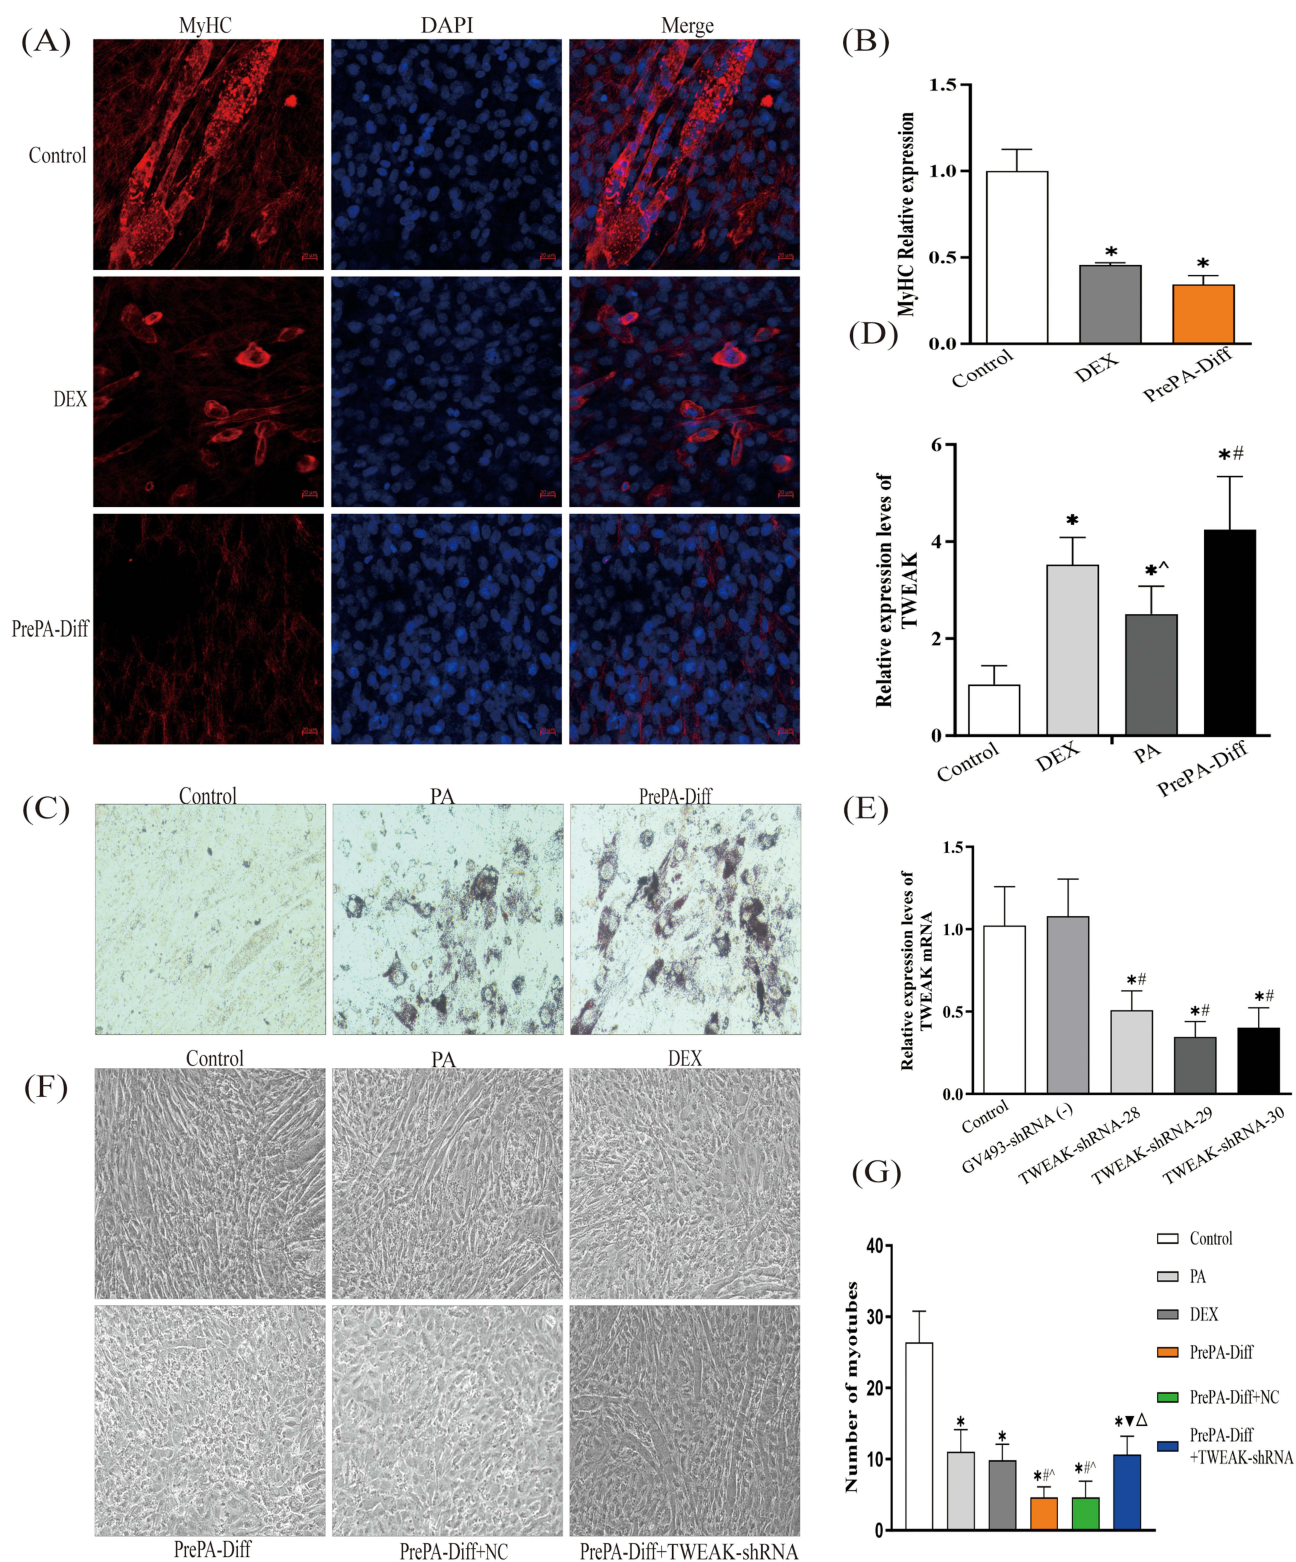 (A)
MyHC
DAPI
Merge
Control
DEX
PrePA-Diff
(B)
MyHC Relative expression
1.5
1.0
0.5
0.0
*
*
Control
DEX
PrePA-Diff
(C)
Control
PA
PrePA-Diff
(D)
Relative expression leves of
TWEAK
6
4
2
0
*
*^
*#
Control
DEX
PA
PrePA-Diff
(E)
Relative expression levels of
TWEAK mRNA
1.5
1.0
0.5
0.0
*#
*#
*#
Control
GV493-shRNA (-)
TWEAK-shRNA-28
TWEAK-shRNA-29
TWEAK-shRNA-30
(F)
Control
PA
DEX
PrePA-Diff
PrePA-Diff+NC
PrePA-Diff+TWEAK-shRNA
(G)
Number of myotubes
40
30
20
10
0
*
*
*#^
*#^
*▼△
Control
PA
DEX
PrePA-Diff
PrePA-Diff+NC
PrePA-Diff
+TWEAK-shRNA